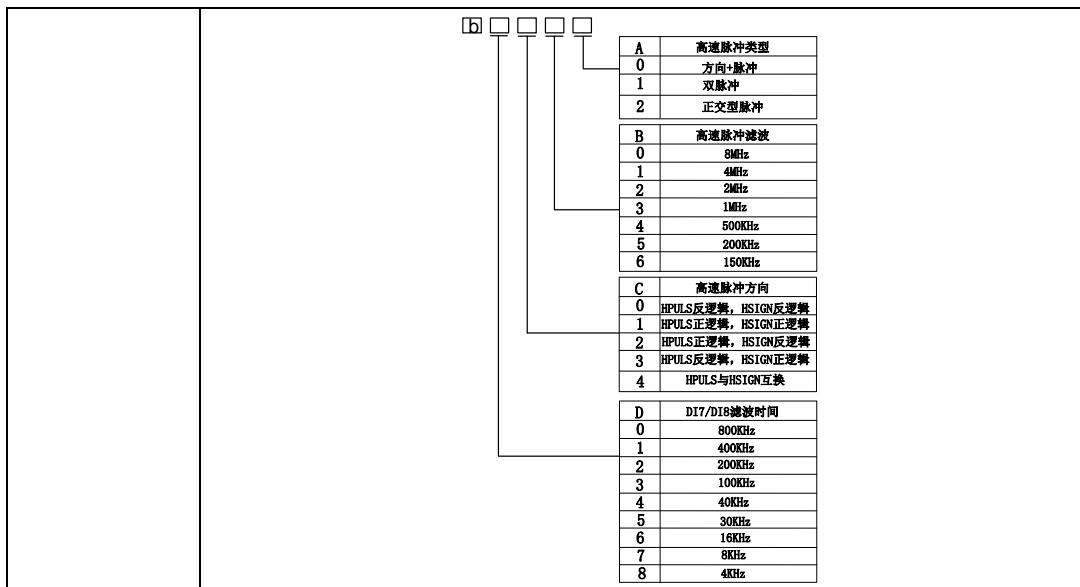 b□□□□
A 高速脉冲类型
0 方向+脉冲
1 双脉冲
2 正交型脉冲
B 高速脉冲滤波
0 8MHz
1 4MHz
2 2MHz
3 1MHz
4 500KHz
5 200KHz
6 150KHz
C 高速脉冲方向
0 HPULS反逻辑，HSIGN反逻辑
1 HPULS正逻辑，HSIGN正逻辑
2 HPULS正逻辑，HSIGN反逻辑
3 HPULS反逻辑，HSIGN正逻辑
4 HPULS与HSIGN互换
D DI7/DI8滤波时间
0 800KHz
1 400KHz
2 200KHz
3 100KHz
4 40KHz
5 30KHz
6 16KHz
7 8KHz
8 4KHz